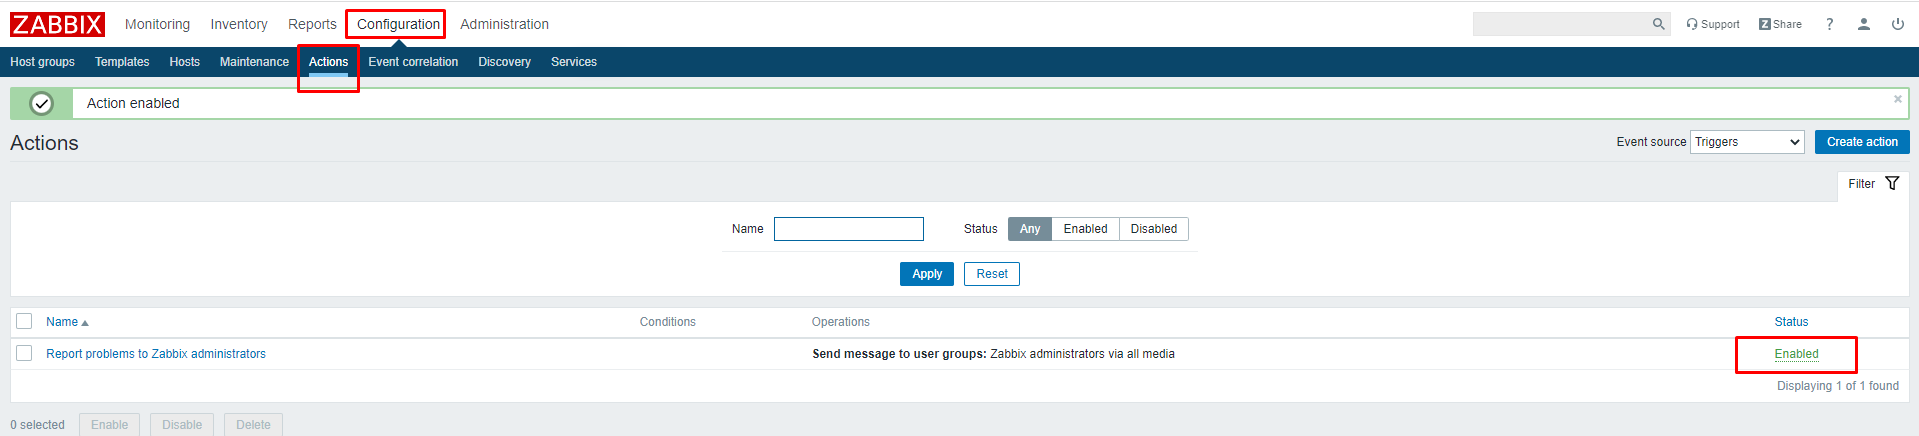 ZABBIX Monitoring Inventory Reports Configuration Administration Support Z Share ?
Host groups Templates Hosts Maintenance Actions Event correlation Discovery Services
Action enabled ×
Actions Event source Triggers Create action
Filter
Name Status Any Enabled Disabled
Apply Reset
Name Conditions Operations Status
Report problems to Zabbix administrators Send message to user groups: Zabbix administrators via all media Enabled
Displaying 1 of 1 found
0 selected Enable Disable Delete